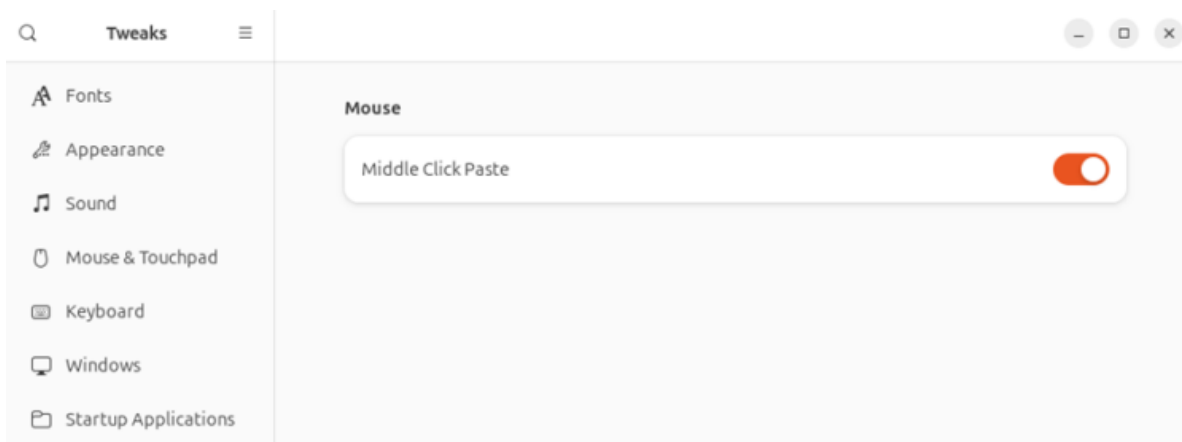 Tweaks
Fonts
Appearance
Sound
Mouse & Touchpad
Keyboard
Windows
Startup Applications
Mouse
Middle Click Paste